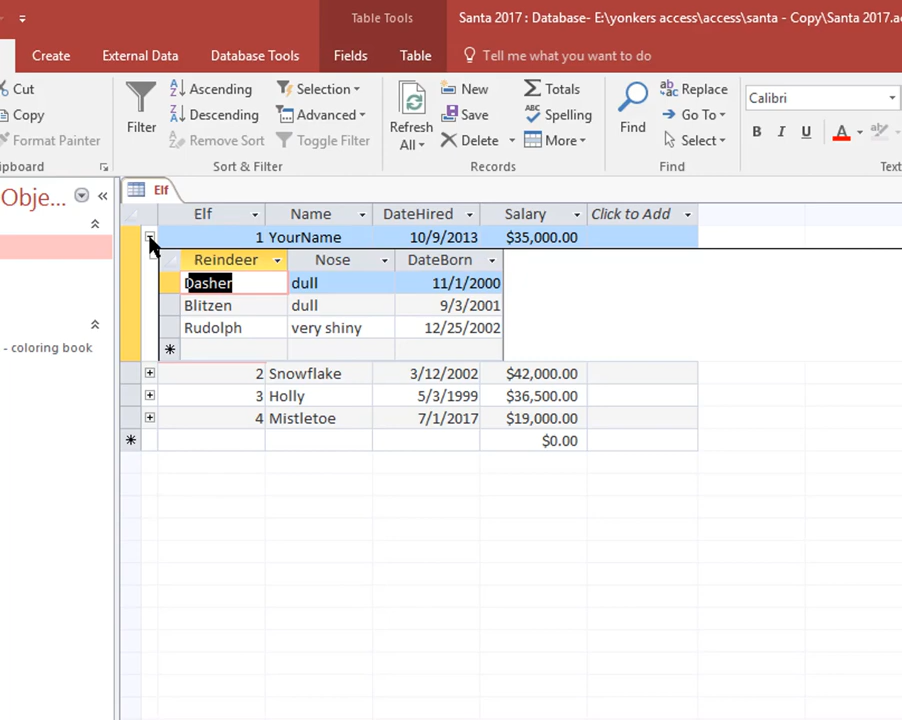 Table Tools Santa 2017 : Database- E:\yonkers access\access\santa - Copy\Santa 2017.a
Create External Data Database Tools Fields Table Tell me what you want to do
Cut Ascending Selection New Totals Replace Calibri
Copy Descending Advanced Save Spelling Go To
Format Painter Filter Remove Sort Toggle Filter Refresh All Delete More Find Select B I U A
lipboard Sort & Filter Records Find Text
Obje... « Elf
Elf Name DateHired Salary Click to Add
1 YourName 10/9/2013 $35,000.00
Reindeer Nose DateBorn
Dasher dull 11/1/2000
Blitzen dull 9/3/2001
Rudolph very shiny 12/25/2002
*
- coloring book
2 Snowflake 3/12/2002 $42,000.00
3 Holly 5/3/1999 $36,500.00
4 Mistletoe 7/1/2017 $19,000.00
* $0.00